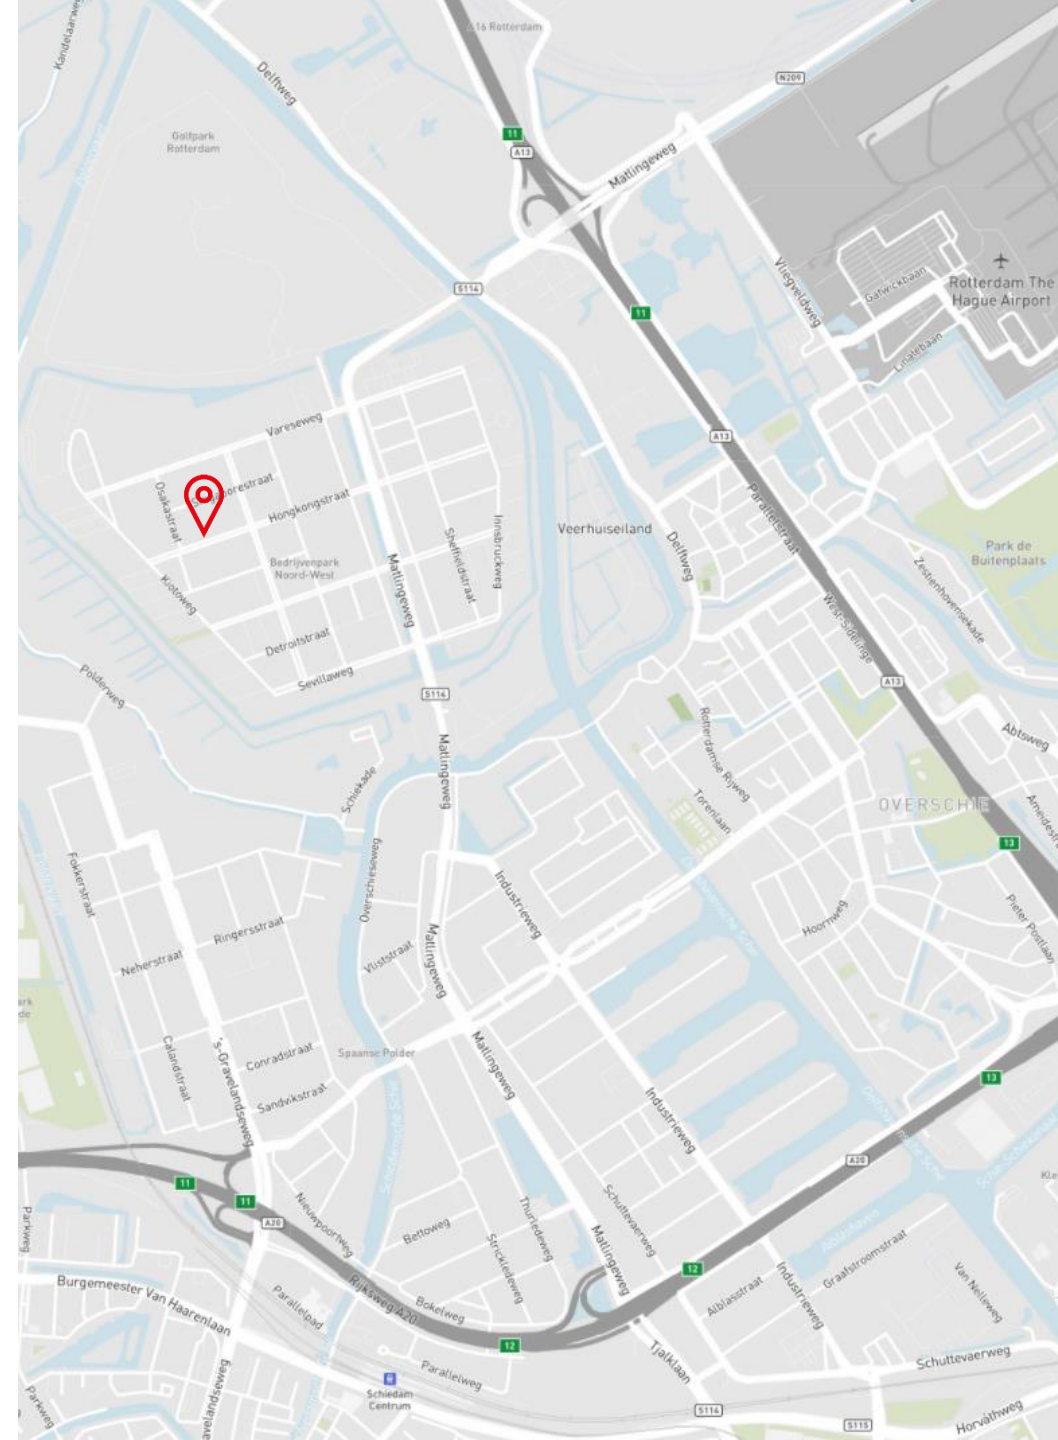 Kandelaarweg
A16 Rotterdam
Delftweg
N209
Golfpark
Rotterdam
11
A13
Matlingeweg
Vliegveldweg
Gatwickbaan
Rotterdam The
Hague Airport
S114
11
Linatebaan
Vareseweg
A13
Osakastraat
Hongkongstraat
Parallelstraat
Innsbruckweg
Sheffieldstraat
Veerhuiseiland
Delftweg
Park de
Buitenplaats
Bedrijvenpark
Noord-West
Matlingeweg
Zestienhovensekade
Kiotoweg
West-Sidelinge
Detroitstraat
Sevillaweg
Polderweg
S114
A13
Rotterdamse Rijweg
Abtsweg
Matlingeweg
Schiekade
Torenlaan
OVERSCHIE
13
Fokkerstraat
Overschieseweg
Industrieweg
Hoornweg
Pieter Postlaan
Ringersstraat
Neherstraat
Vliststraat
Matlingeweg
Calandstraat
's-Gravelandseweg
Conradstraat
Spaanse Polder
Matlingeweg
Sandvikstraat
Industrieweg
13
Delfshavense Schie
A20
11
11
A20
Nieuwpoortweg
Bettoweg
Strickledeweg
Thurledeweg
Schuttevaerweg
Matlingeweg
Parkweg
Burgemeester Van Haarenlaan
Parallelpad
Rijksweg A20
Bokelweg
12
12
Alblasstraat
Industrieweg
Graafstroomstraat
Van Nelleweg
Tjalklaan
Parallelweg
Schiedam
Centrum
Schuttevaerweg
Parkweg
S114
S115
Horvathweg